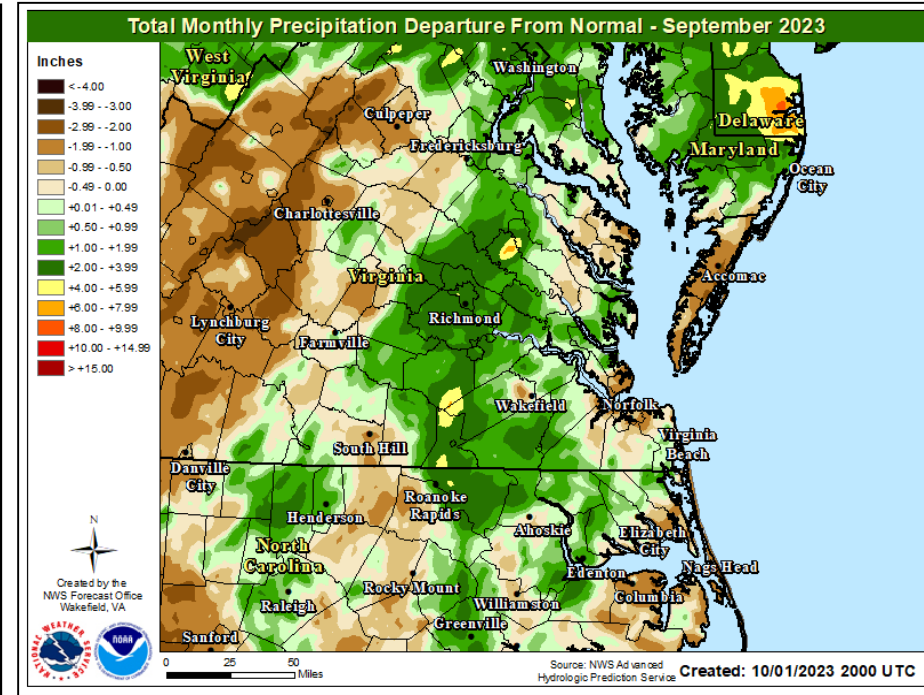 Total Monthly Precipitation Departure From Normal - September 2023
Inches
< -4.00
-3.99 - -3.00
-2.99 - -2.00
-1.99 - -1.00
-0.99 - -0.50
-0.49 - 0.00
+0.01 - +0.49
+0.50 - +0.99
+1.00 - +1.99
+2.00 - +3.99
+4.00 - +5.99
+6.00 - +7.99
+8.00 - +9.99
+10.00 - +14.99
> +15.00
West
Virginia
Washington
Culpeper
Delaware
Fredericksburg
Maryland
Ocean
City
Charlottesville
Virginia
Accomac
Lynchburg
City
Richmond
Farmville
Wakefield
Norfolk
Virginia
Beach
South Hill
Danville
City
Roanoke
Rapids
Henderson
Ahoskie
Elizabeth
City
North
Carolina
Edenton
Nags Head
Rocky Mount
Columbia
Raleigh
Williamston
Greenville
Sanford
N
Created by the
NWS Forecast Office
Wakefield, VA
NATIONAL WEATHER SERVICE
NOAA
0 25 50
Miles
Source: NWS Advanced
Hydrologic Prediction Service
Created: 10/01/2023 2000 UTC